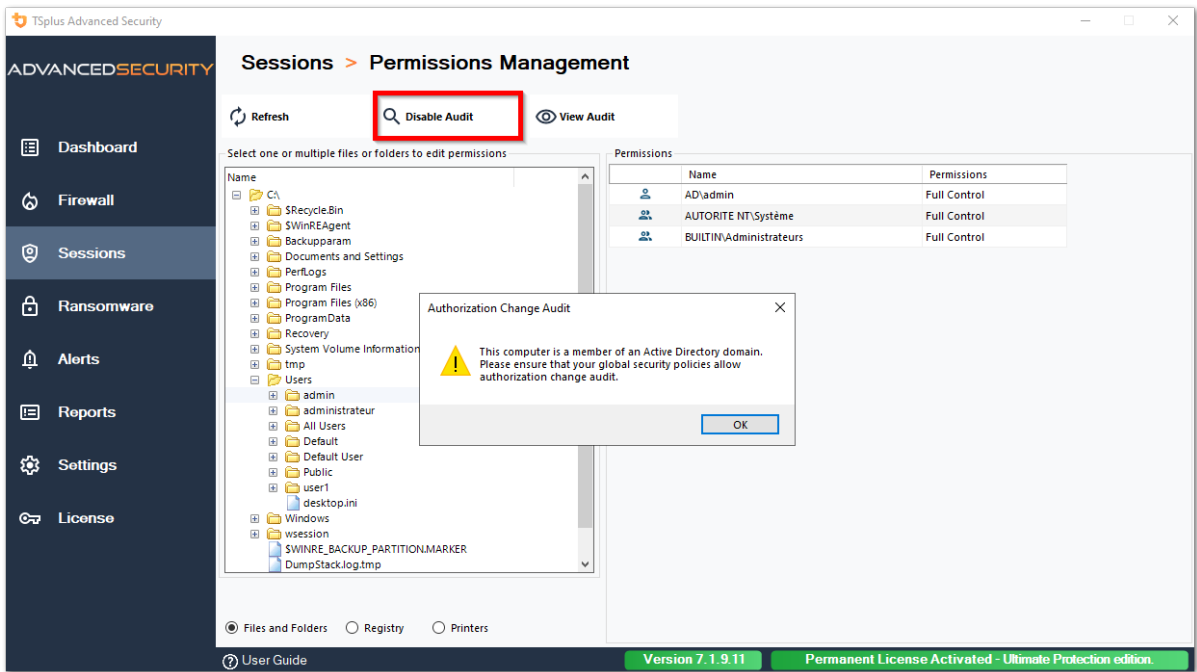 TSplus Advanced Security
ADVANCEDSECURITY
Sessions > Permissions Management
Refresh
Disable Audit
View Audit
Dashboard
Firewall
Sessions
Ransomware
Alerts
Reports
Settings
License
Select one or multiple files or folders to edit permissions
Name
C:\
$Recycle.Bin
$WinREAgent
Backupparam
Documents and Settings
PerfLogs
Program Files
Program Files (x86)
ProgramData
Recovery
System Volume Information
tmp
Users
admin
administrateur
All Users
Default
Default User
Public
user1
desktop.ini
Windows
wsession
$WINRE_BACKUP_PARTITION.MARKER
DumpStack.log.tmp
Permissions
Name Permissions
AD\admin Full Control
AUTORITE NT\Système Full Control
BUILTIN\Administrateurs Full Control
Authorization Change Audit
This computer is a member of an Active Directory domain.
Please ensure that your global security policies allow
authorization change audit.
OK
Files and Folders Registry Printers
User Guide
Version 7.1.9.11
Permanent License Activated - Ultimate Protection edition.